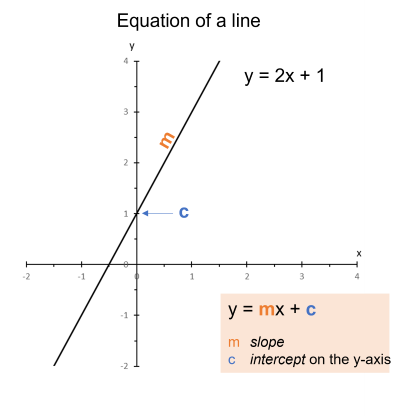 Equation of a line
y
4
y = 2x + 1
3
m
2
1
c
x
-2 -1 0 0 1 2 3 4
-1
y = mx + c
m slope
c intercept on the y-axis
-2